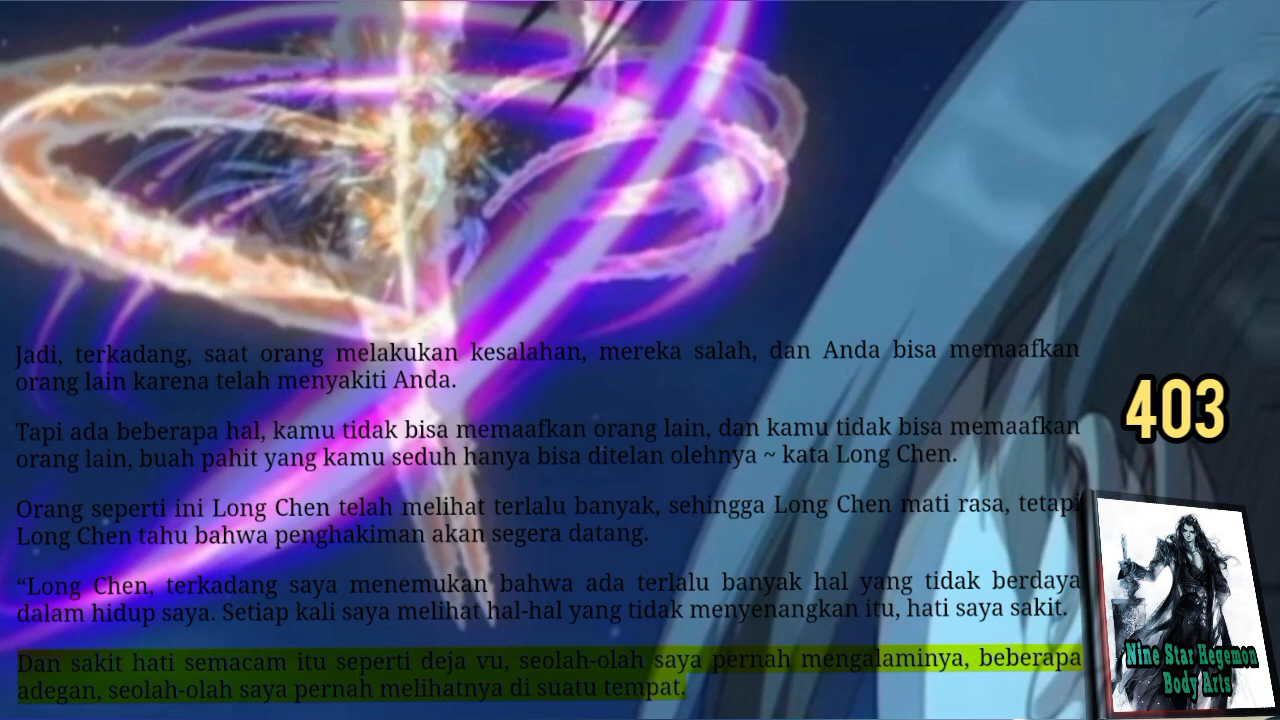 Jadi, terkadang, saat orang melakukan kesalahan, mereka salah, dan Anda bisa memaafkan
orang lain karena telah menyakiti Anda.
Tapi ada beberapa hal, kamu tidak bisa memaafkan orang lain, dan kamu tidak bisa memaafkan
orang lain, buah pahit yang kamu seduh hanya bisa ditelan olehnya ~ kata Long Chen.
Orang seperti ini Long Chen telah melihat terlalu banyak, sehingga Long Chen mati rasa, tetapi
Long Chen tahu bahwa penghakiman akan segera datang.
“Long Chen, terkadang saya menemukan bahwa ada terlalu banyak hal yang tidak berdaya
dalam hidup saya. Setiap kali saya melihat hal-hal yang tidak menyenangkan itu, hati saya sakit.
Dan sakit hati semacam itu seperti deja vu, seolah-olah saya pernah mengalaminya, beberapa
adegan, seolah-olah saya pernah melihatnya di suatu tempat.
403
Nine Star Hegemon
Body Arts